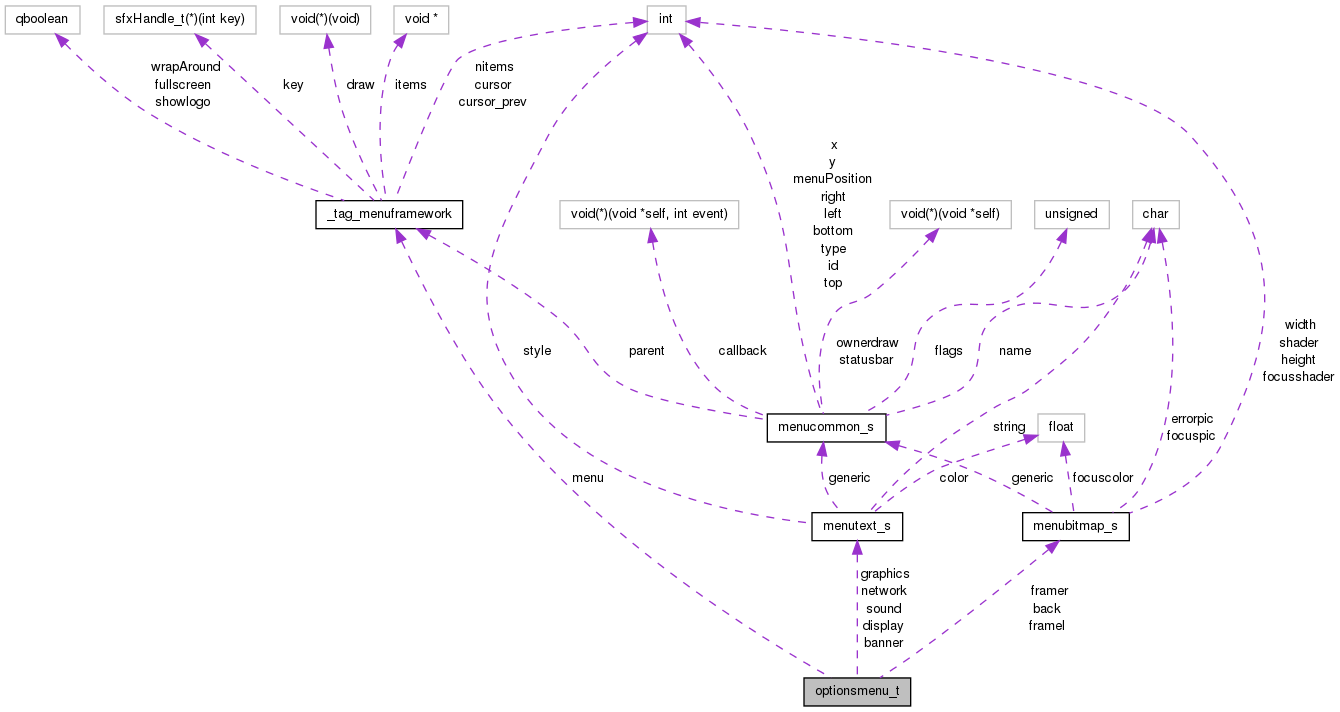 qboolean
sfxHandle_t(*)(int key)
void(*)(void)
void *
int
wrapAround
fullscreen
showlogo
key
draw
items
nitems
cursor
cursor_prev
x
y
menuPosition
right
left
bottom
type
id
top
_tag_menuframework
void(*)(void *self, int event)
void(*)(void *self)
unsigned
char
style
parent
callback
ownerdraw
statusbar
flags
name
width
shader
height
focusshader
menucommon_s
string
float
errorpic
focuspic
menu
generic
color
generic
focuscolor
menutext_s
menubitmap_s
graphics
network
sound
display
banner
framer
back
framel
optionsmenu_t